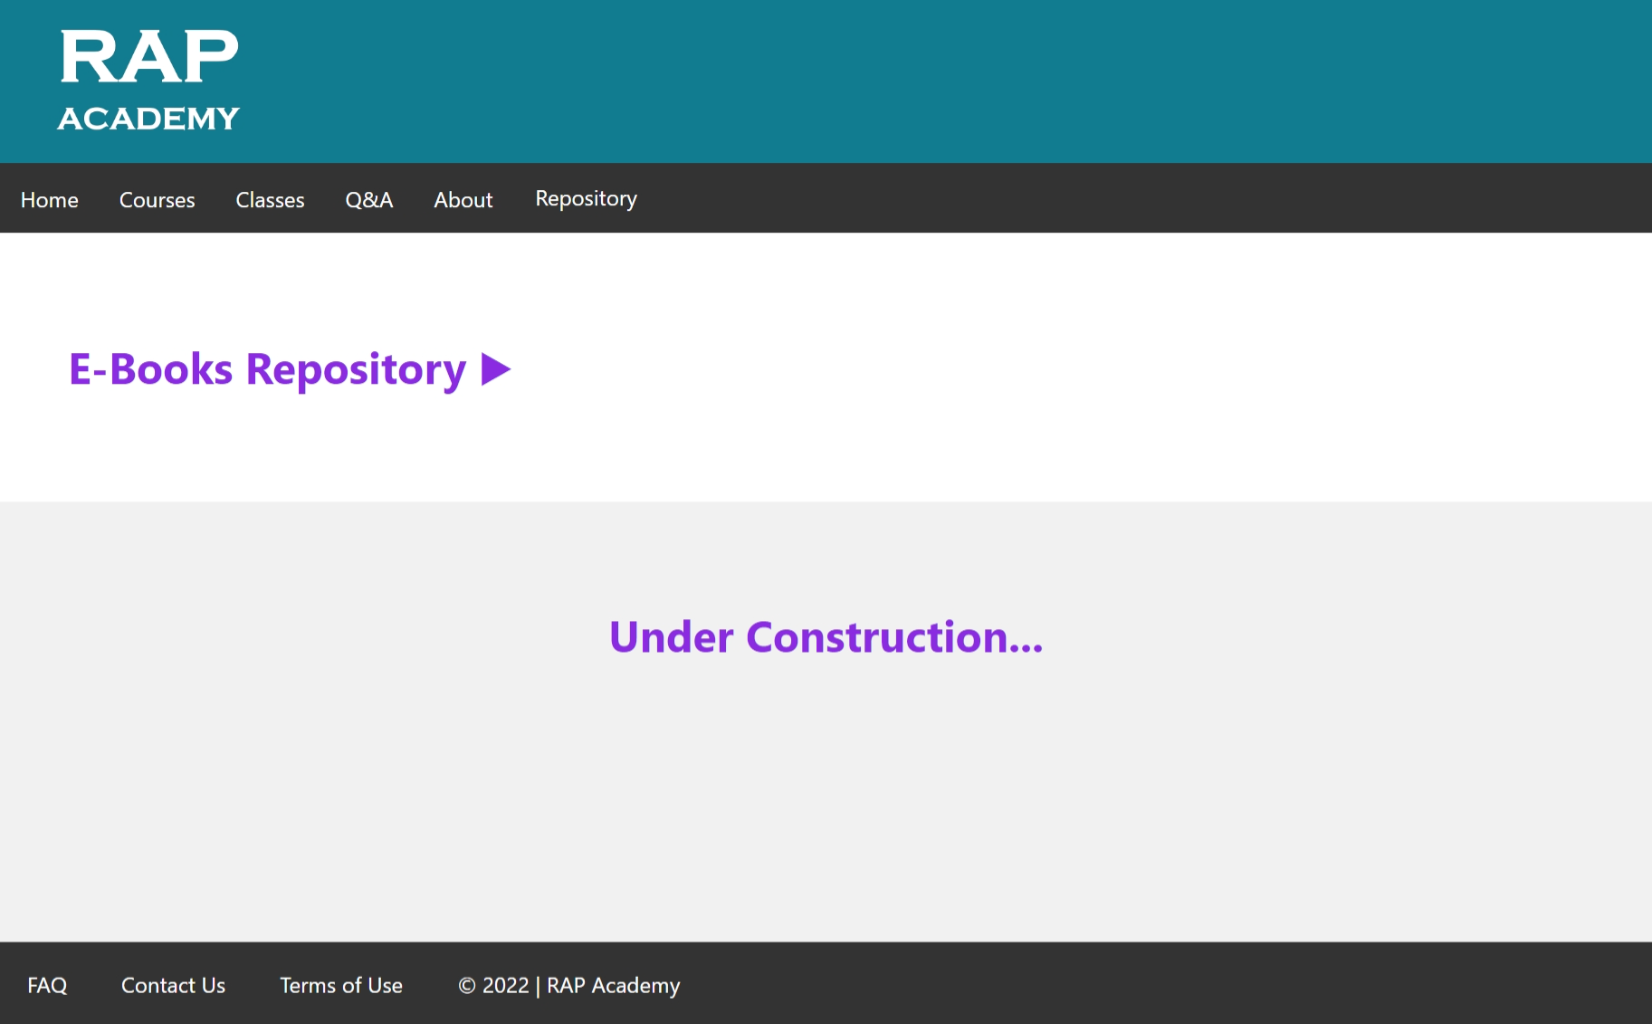 RAP
ACADEMY
Home Courses Classes Q&A About Repository
E-Books Repository ▶
Under Construction...
FAQ Contact Us Terms of Use © 2022 | RAP Academy